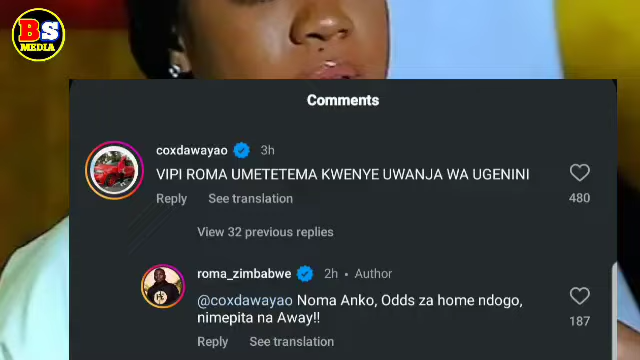 BS
MEDIA
Comments
coxdawayao 3h
VIPI ROMA UMETETEMA KWENYE UWANJA WA UGENINI
480
Reply See translation
View 32 previous replies
roma_zimbabwe 2h • Author
@coxdawayao Noma Anko, Odds za home ndogo,
nimepita na Away!!
187
Reply See translation